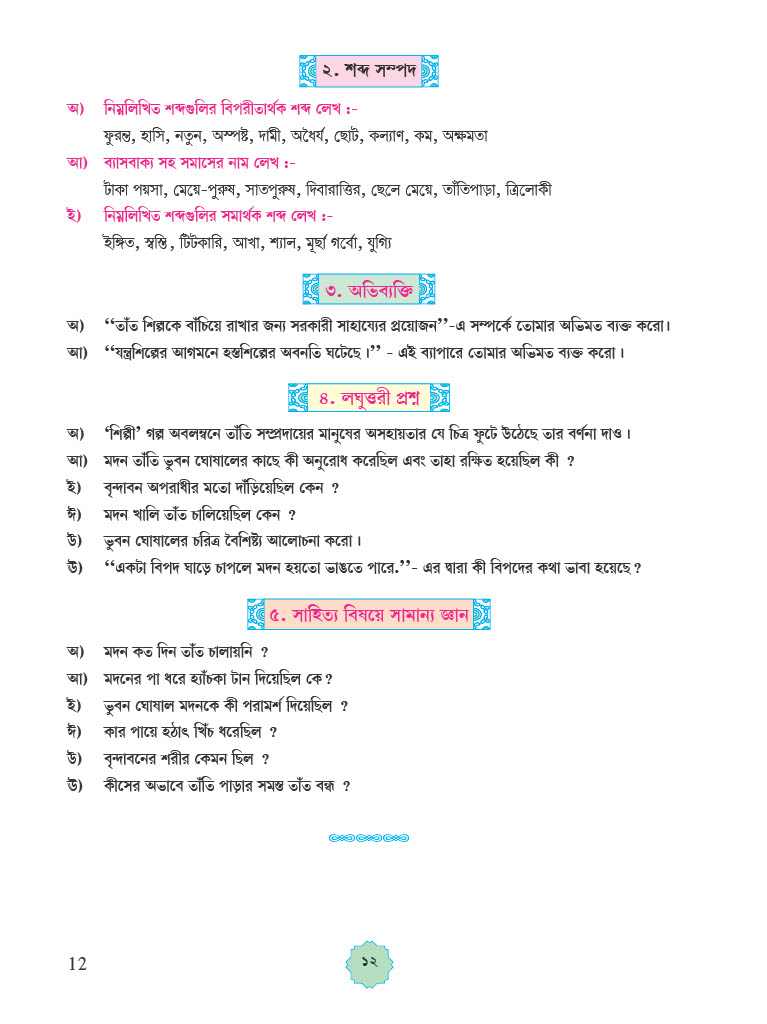 ২. শব্দ সম্পদ
অ) নিম্নলিখিত শব্দগুলির বিপরীতার্থক শব্দ লেখ :-
ফুরন্ত, হাসি, নতুন, অস্পষ্ট, দামী, অধৈর্য, ছোট, কল্যাণ, কম, অক্ষমতা
আ) ব্যাসবাক্য সহ সমাসের নাম লেখ :-
টাকা পয়সা, মেয়ে-পুরুষ, সাতপুরুষ, দিবারাত্তির, ছেলে মেয়ে, তাঁতিপাড়া, ত্রিলোকী
ই) নিম্নলিখিত শব্দগুলির সমার্থক শব্দ লেখ :-
ইঙ্গিত, স্বস্তি, টিটকারি, আখা, শ্যাল, মূর্ছা গর্বো, যুগ্যি
৩. অভিব্যক্তি
অ) ‘‘তাঁত শিল্পকে বাঁচিয়ে রাখার জন্য সরকারী সাহায্যের প্রয়োজন’’-এ সম্পর্কে তোমার অভিমত ব্যক্ত করো।
আ) ‘‘যন্ত্রশিল্পের আগমনে হস্তশিল্পের অবনতি ঘটেছে।’’ - এই ব্যাপারে তোমার অভিমত ব্যক্ত করো।
৪. লঘুত্তরী প্রশ্ন
অ) ‘শিল্পী’ গল্প অবলম্বনে তাঁতি সম্প্রদায়ের মানুষের অসহায়তার যে চিত্র ফুটে উঠেছে তার বর্ণনা দাও।
আ) মদন তাঁতি ভুবন ঘোষালের কাছে কী অনুরোধ করেছিল এবং তাহা রক্ষিত হয়েছিল কী ?
ই) বৃন্দাবন অপরাধীর মতো দাঁড়িয়েছিল কেন ?
ঈ) মদন খালি তাঁত চালিয়েছিল কেন ?
উ) ভুবন ঘোষালের চরিত্র বৈশিষ্ট্য আলোচনা করো।
ঊ) ‘‘একটা বিপদ ঘাড়ে চাপলে মদন হয়তো ভাঙতে পারে.’’- এর দ্বারা কী বিপদের কথা ভাবা হয়েছে?
৫. সাহিত্য বিষয়ে সামান্য জ্ঞান
অ) মদন কত দিন তাঁত চালায়নি ?
আ) মদনের পা ধরে হ্যাঁচকা টান দিয়েছিল কে?
ই) ভুবন ঘোষাল মদনকে কী পরামর্শ দিয়েছিল ?
ঈ) কার পায়ে হঠাৎ খিঁচ ধরেছিল ?
উ) বৃন্দাবনের শরীর কেমন ছিল ?
ঊ) কীসের অভাবে তাঁতি পাড়ার সমস্ত তাঁত বন্ধ ?
12
১২